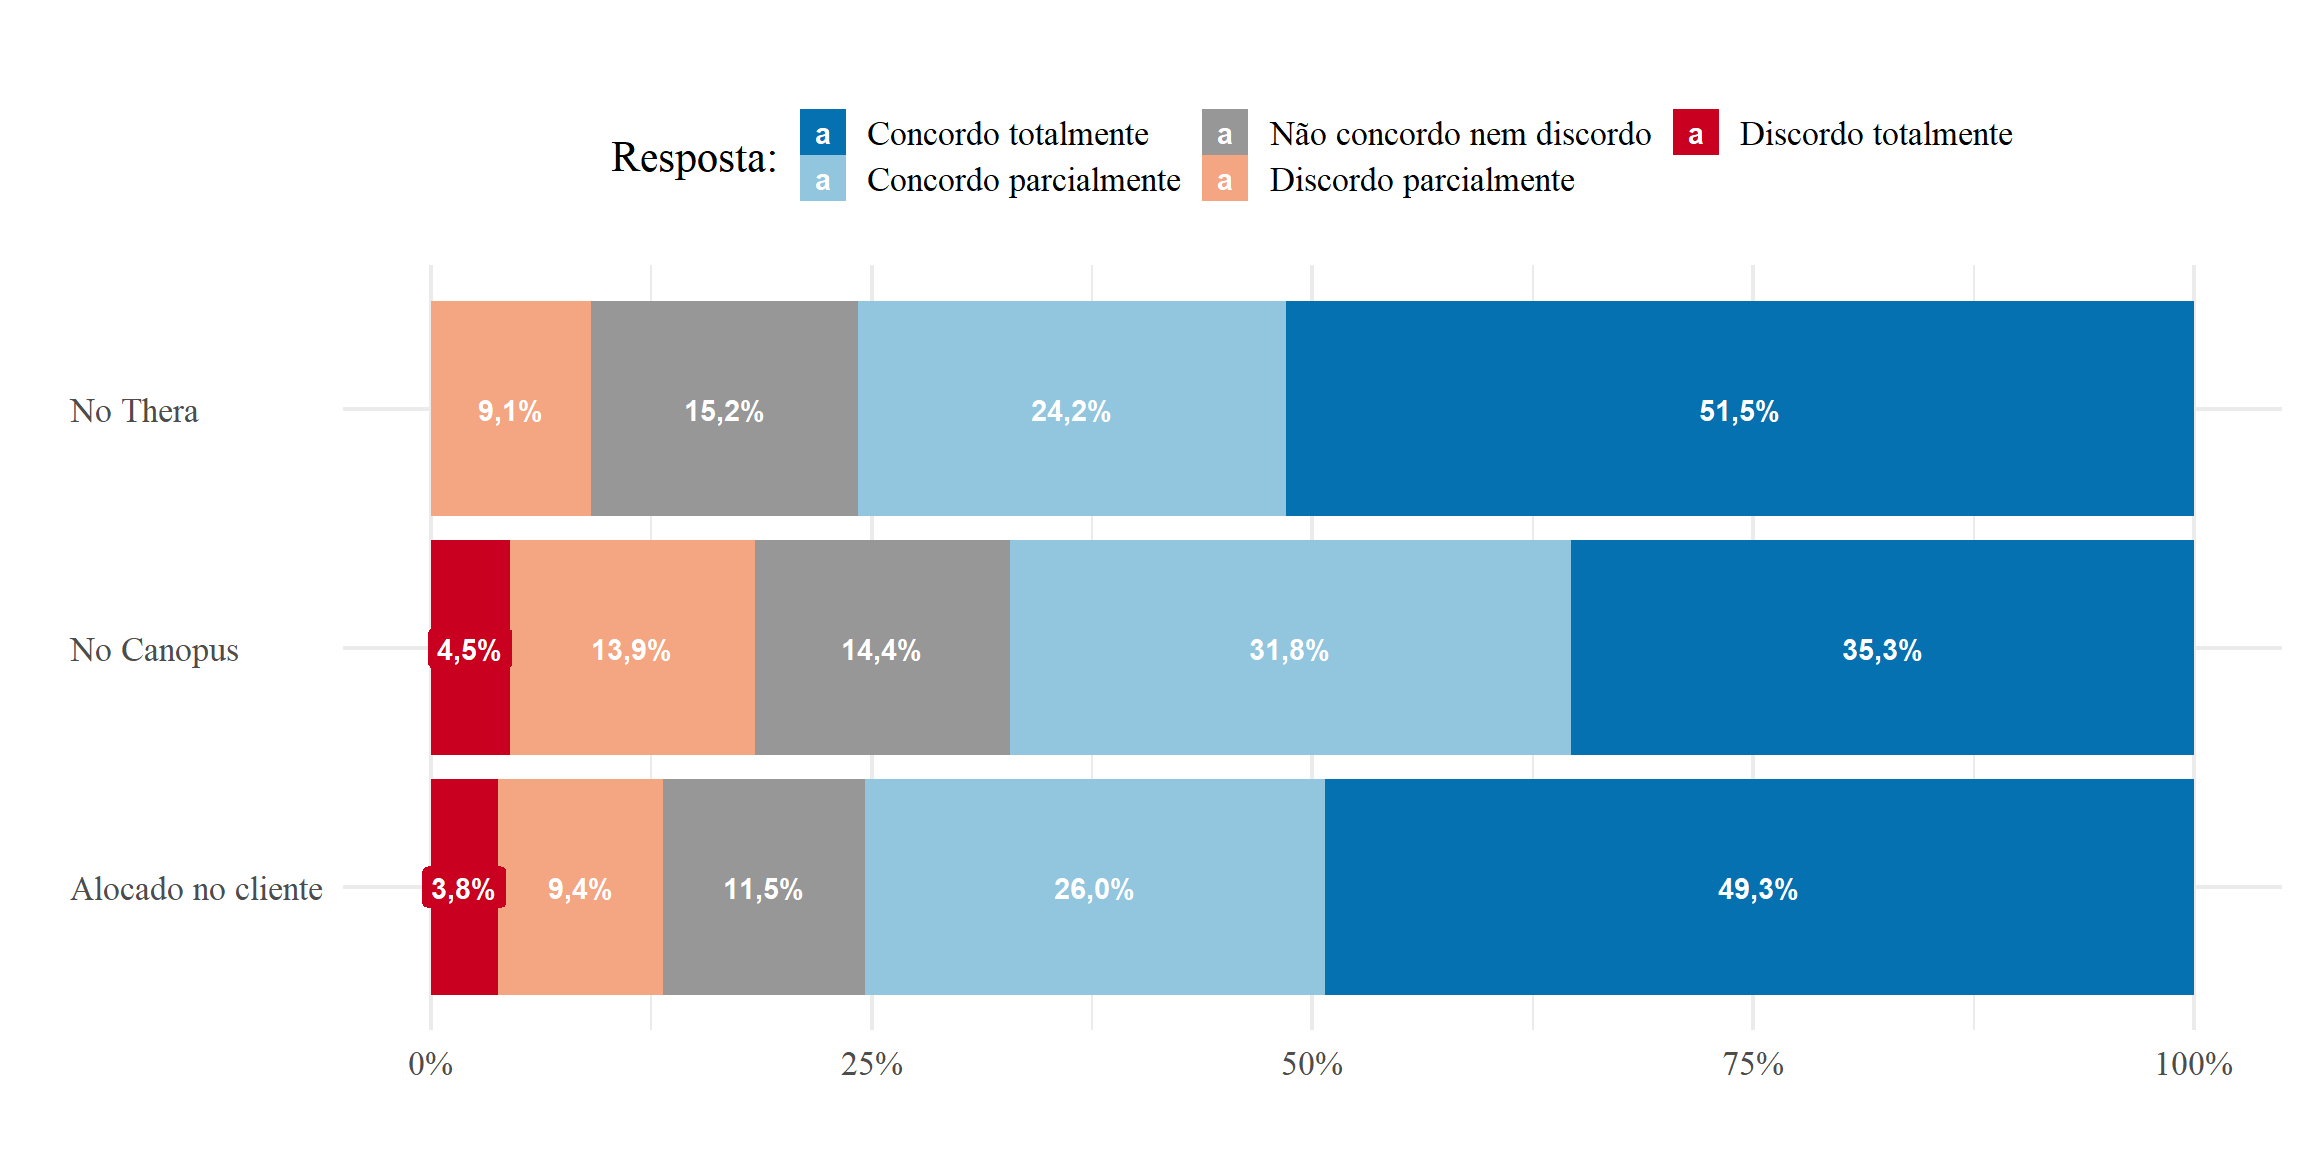 Resposta:
a Concordo totalmente
a Não concordo nem discordo
a Discordo totalmente
a Concordo parcialmente
a Discordo parcialmente
No Thera
9,1% 15,2% 24,2% 51,5%
No Canopus
4,5% 13,9% 14,4% 31,8% 35,3%
Alocado no cliente
3,8% 9,4% 11,5% 26,0% 49,3%
0% 25% 50% 75% 100%